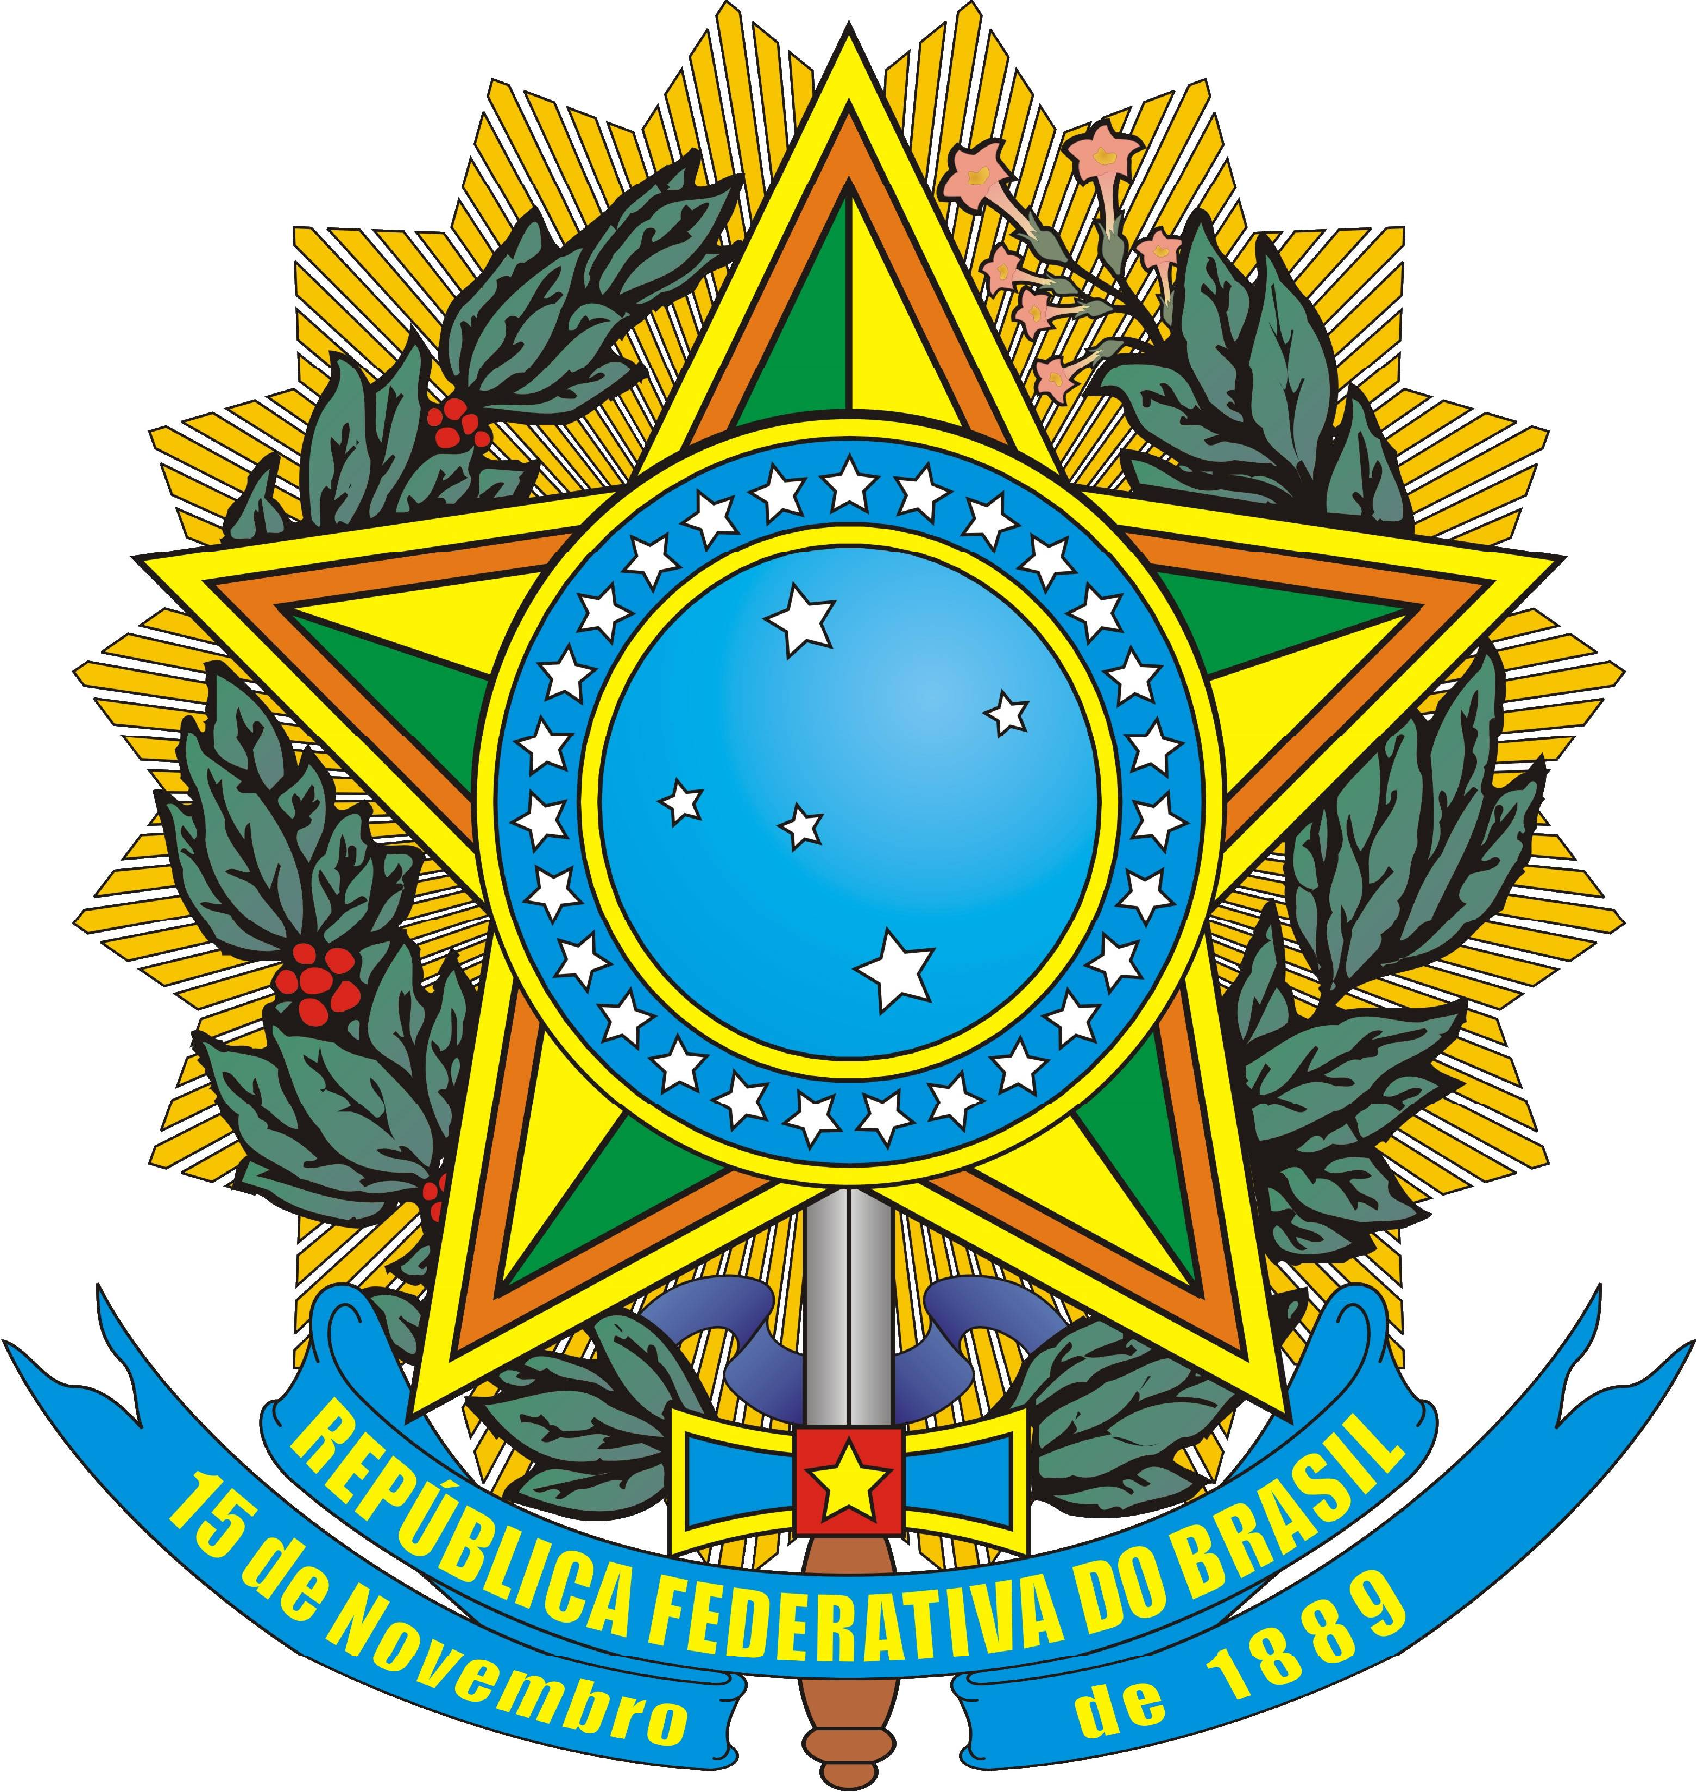 REPÚBLICA FEDERATIVA DO BRASIL
15 de Novembro de 1889